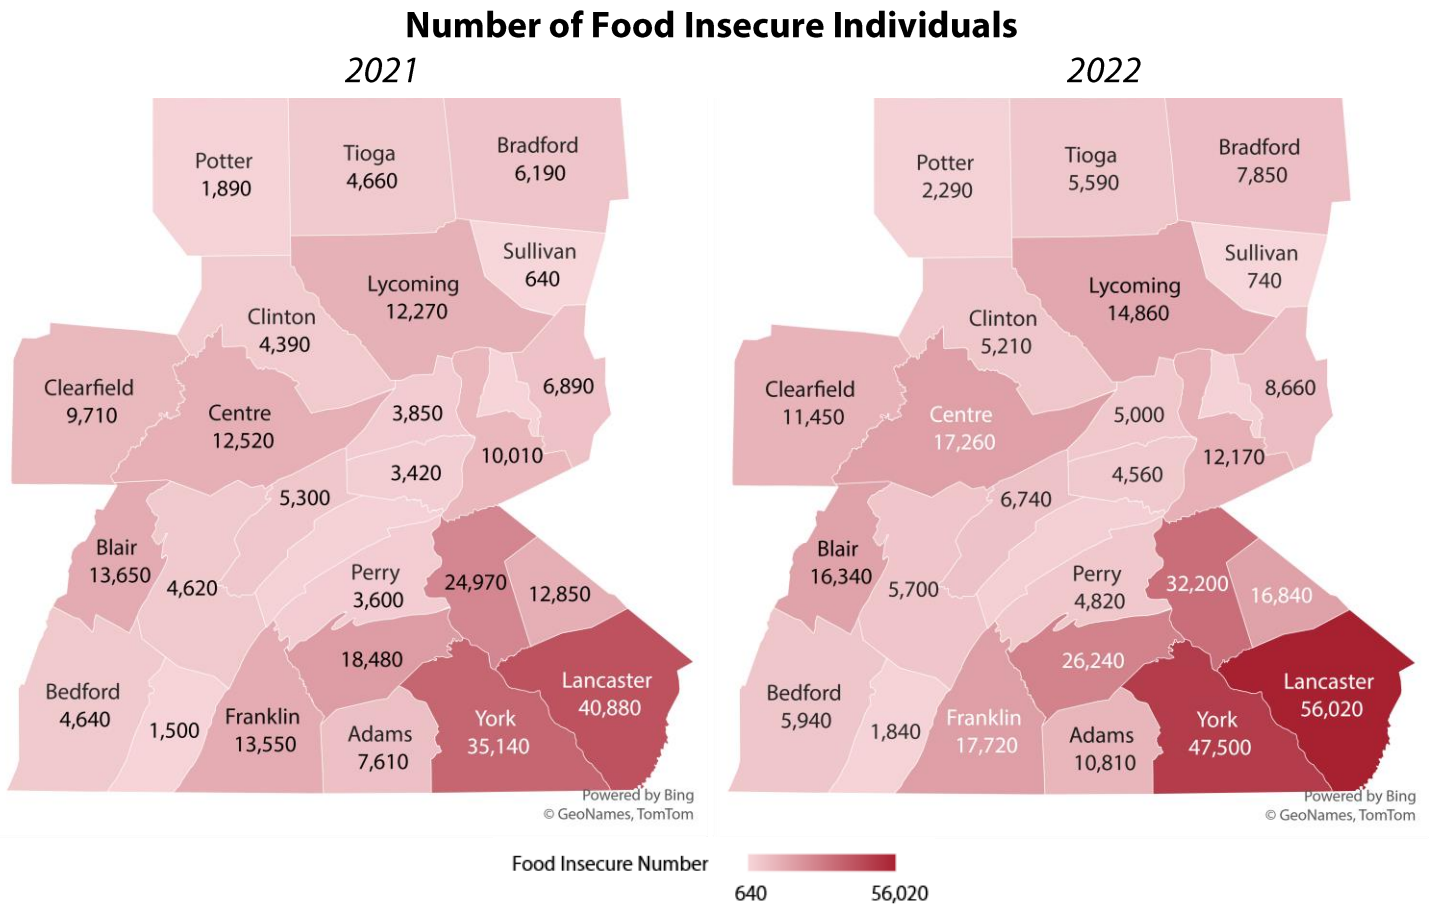 Number of Food Insecure Individuals
2021
Potter
1,890
Tioga
4,660
Bradford
6,190
Sullivan
640
Lycoming
12,270
Clinton
4,390
Clearfield
9,710
Centre
12,520
3,850
6,890
3,420
10,010
5,300
Blair
13,650
4,620
Perry
3,600
24,970
12,850
18,480
Bedford
4,640
1,500
Franklin
13,550
Adams
7,610
York
35,140
Lancaster
40,880
Powered by Bing
© GeoNames, TomTom
2022
Potter
2,290
Tioga
5,590
Bradford
7,850
Sullivan
740
Lycoming
14,860
Clinton
5,210
Clearfield
11,450
Centre
17,260
5,000
8,660
4,560
12,170
6,740
Blair
16,340
5,700
Perry
4,820
32,200
16,840
26,240
Bedford
5,940
1,840
Franklin
17,720
Adams
10,810
York
47,500
Lancaster
56,020
Powered by Bing
© GeoNames, TomTom
Food Insecure Number
640
56,020